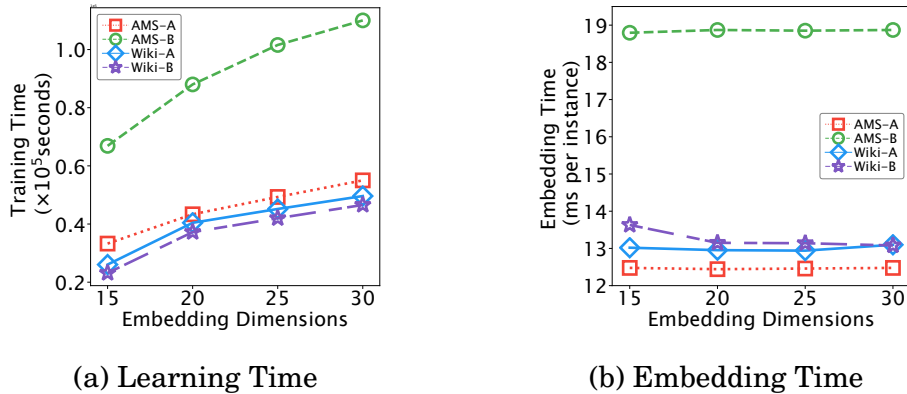 AMS-A
AMS-B
Wiki-A
Wiki-B
Training Time
(×10⁵seconds)
1.0
0.8
0.6
0.4
0.2
15 20 25 30
Embedding Dimensions
(a) Learning Time
Embedding Time
(ms per instance)
19
18
17
16
15
14
13
12
AMS-A
AMS-B
Wiki-A
Wiki-B
15 20 25 30
Embedding Dimensions
(b) Embedding Time